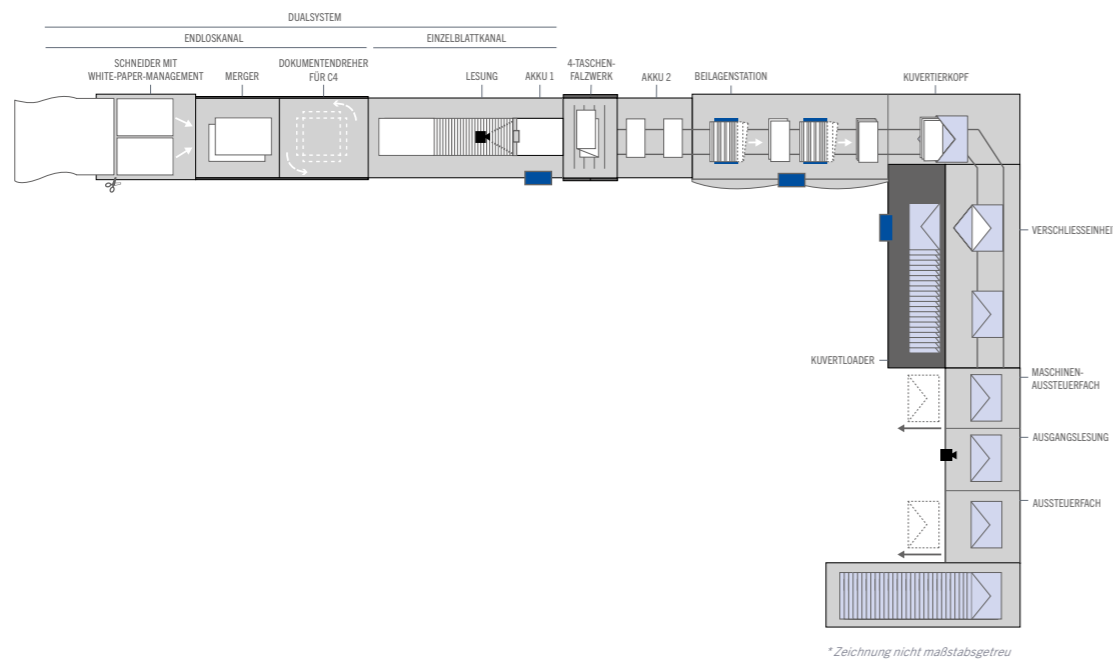 DUALSYSTEM
ENDLOSKANAL
EINZELBLATTKANAL
SCHNEIDER MIT
WHITE-PAPER-MANAGEMENT
MERGER
DOKUMENTENDREHER
FÜR C4
LESUNG
AKKU 1
4-TASCHEN-
FALZWERK
AKKU 2
BEILAGENSTATION
KUVERTIERKOPF
VERSCHLIESSEINHEI
KUVERTLOADER
MASCHINEN-
AUSSTEUERFACH
AUSGANGSLESUNG
AUSSTEUERFACH
* Zeichnung nicht maßstabsgetreu